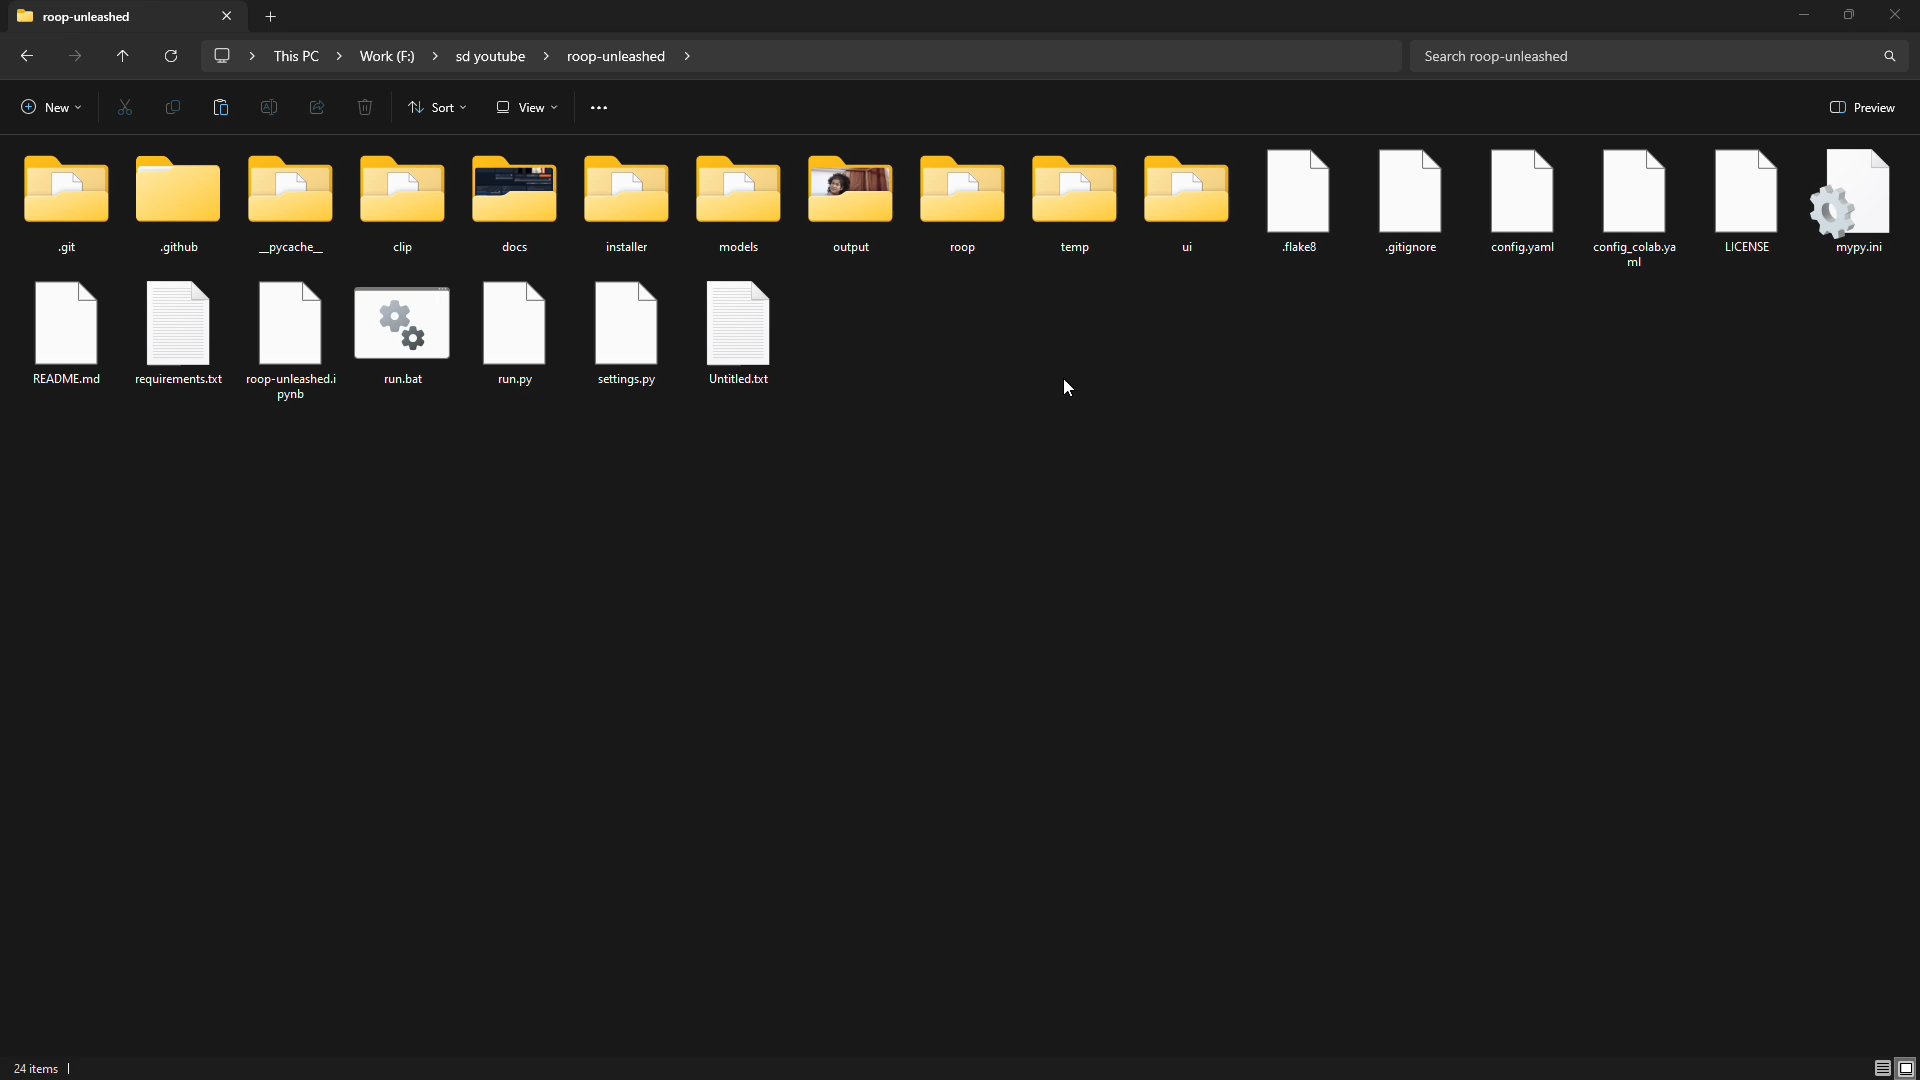 roop-unleashed
This PC > Work (F:) > sd youtube > roop-unleashed >
Search roop-unleashed
New
Sort
View
Preview
.git
.github
__pycache__
clip
docs
installer
models
output
roop
temp
ui
.flake8
.gitignore
config.yaml
config_colab.ya
ml
LICENSE
mypy.ini
README.md
requirements.txt
roop-unleashed.i
pynb
run.bat
run.py
settings.py
Untitled.txt
24 items